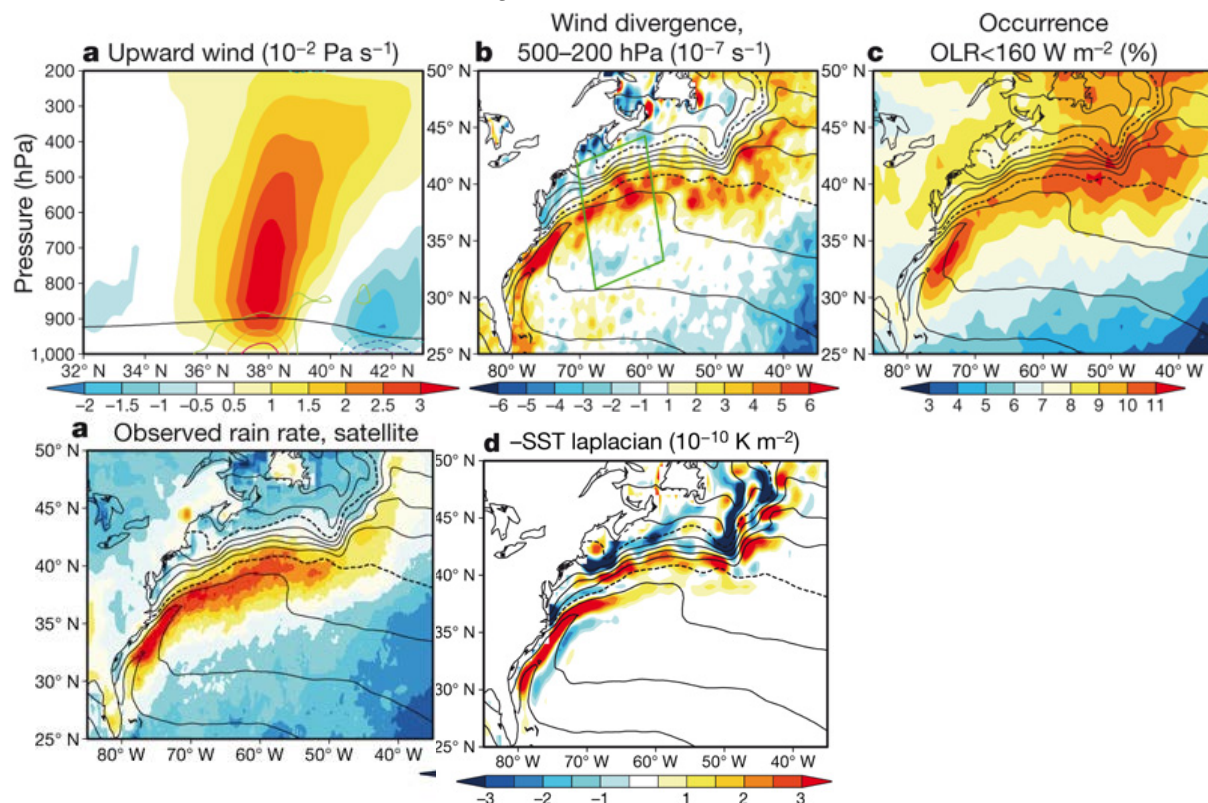 a Upward wind (10⁻² Pa s⁻¹)
Wind divergence,
b 500–200 hPa (10⁻⁷ s⁻¹)
Occurrence
c OLR<160 W m⁻² (%)
Pressure (hPa)
200
300
400
500
600
700
800
900
1,000
32 N 34 N 36 N 38 N 40 N 42 N
–2 –1.5 –1 –0.5 0.5 1 1.5 2 2.5 3
50° N
45° N
40° N
35° N
30° N
25° N
80° W 70° W 60° W 50° W 40° W
–6 –5 –4 –3 –2 –1 1 2 3 4 5 6
50° N
45° N
40° N
35° N
30° N
25° N
80° W 70° W 60° W 50° W 40° W
3 4 5 6 7 8 9 10 11
a Observed rain rate, satellite
50° N
45° N
40° N
35° N
30° N
25° N
80° W 70° W 60° W 50° W 40° W
d –SST laplacian (10⁻¹⁰ K m⁻²)
50° N
45° N
40° N
35° N
30° N
25° N
80° W 70° W 60° W 50° W 40° W
–3 –2 –1 1 2 3